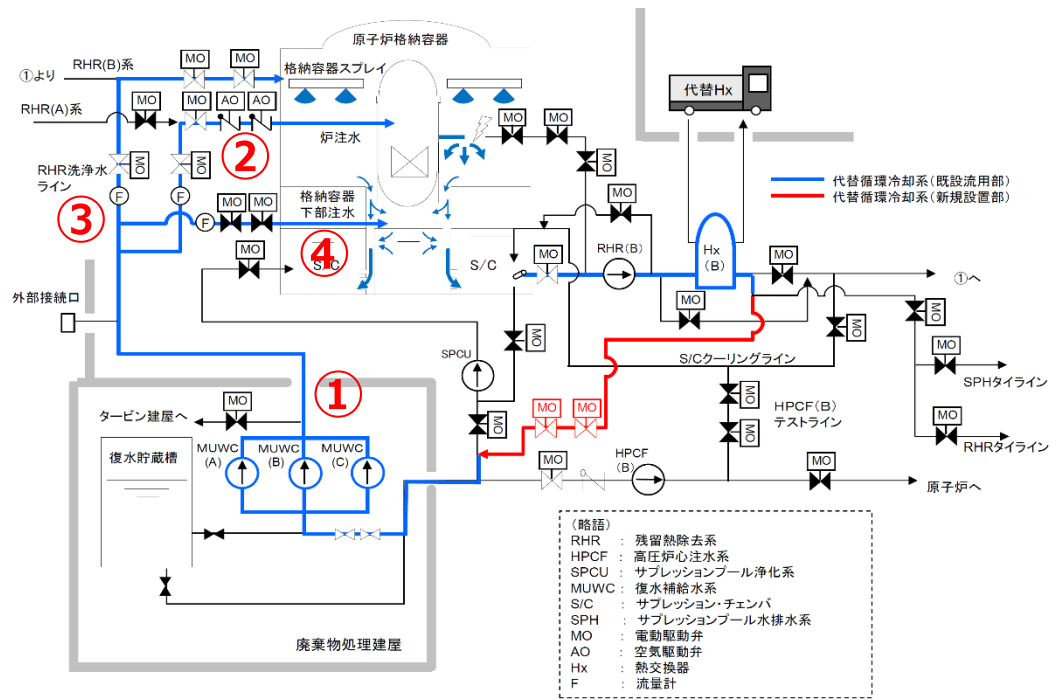 原子炉格納容器
MO
MO
①より
RHR(B)系
格納容器スプレイ
代替Hx
RHR(A)系
MO
MO
AO
AO
MO
MO
炉注水
②
MO
RHR洗浄水
ライン
MO
MO
代替循環冷却系(既設流用部)
代替循環冷却系(新規設置部)
F
F
③
格納容器
下部注水
MO
MO
F
MO
④
MO
S/C
S/C
MO
RHR(B)
Hx
(B)
MO
①へ
外部接続口
MO
MO
MO
MO
SPCU
S/Cクーリングライン
MO
SPHタイライン
①
MO
MO
MO
MO
HPCF(B)
テストライン
タービン建屋へ
MO
MO
MO
MO
RHRタイライン
復水貯蔵槽
MUWC
(A)
MUWC
(B)
MUWC
(C)
MO
HPCF
(B)
MO
原子炉へ
(略語)
RHR : 残留熱除去系
HPCF : 高圧炉心注水系
SPCU : サプレッションプール浄化系
MUWC : 復水補給水系
S/C : サプレッション・チェンバ
SPH : サプレッションプール水排水系
MO : 電動駆動弁
AO : 空気駆動弁
Hx : 熱交換器
F : 流量計
廃棄物処理建屋